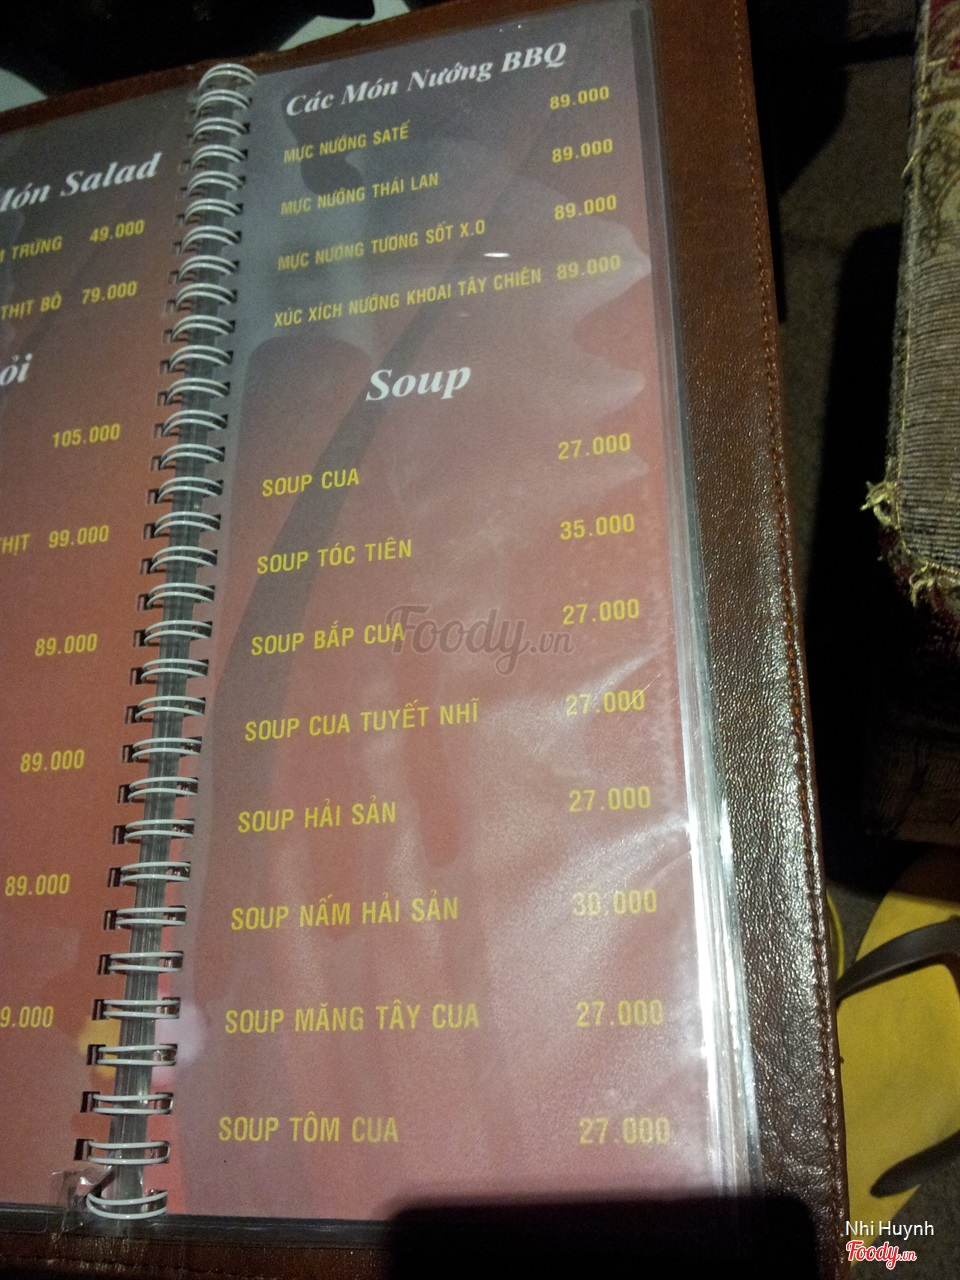 Món Salad
TRỨNG 49.000
THỊT BÒ 79.000
ỏi
105.000
THỊT 99.000
89.000
89.000
89.000
9.000
Các Món Nướng BBQ
MỰC NƯỚNG SATẾ 89.000
MỰC NƯỚNG THÁI LAN 89.000
MỰC NƯỚNG TƯƠNG SỐT X.O 89.000
XÚC XÍCH NƯỚNG KHOAI TÂY CHIÊN 89.000
Soup
SOUP CUA 27.000
SOUP TÓC TIÊN 35.000
SOUP BẮP CUA 27.000
SOUP CUA TUYẾT NHĨ 27.000
SOUP HẢI SẢN 27.000
SOUP NẤM HẢI SẢN 30.000
SOUP MĂNG TÂY CUA 27.000
SOUP TÔM CUA 27.000
Foody.vn
Nhi Huynh
Foody.vn